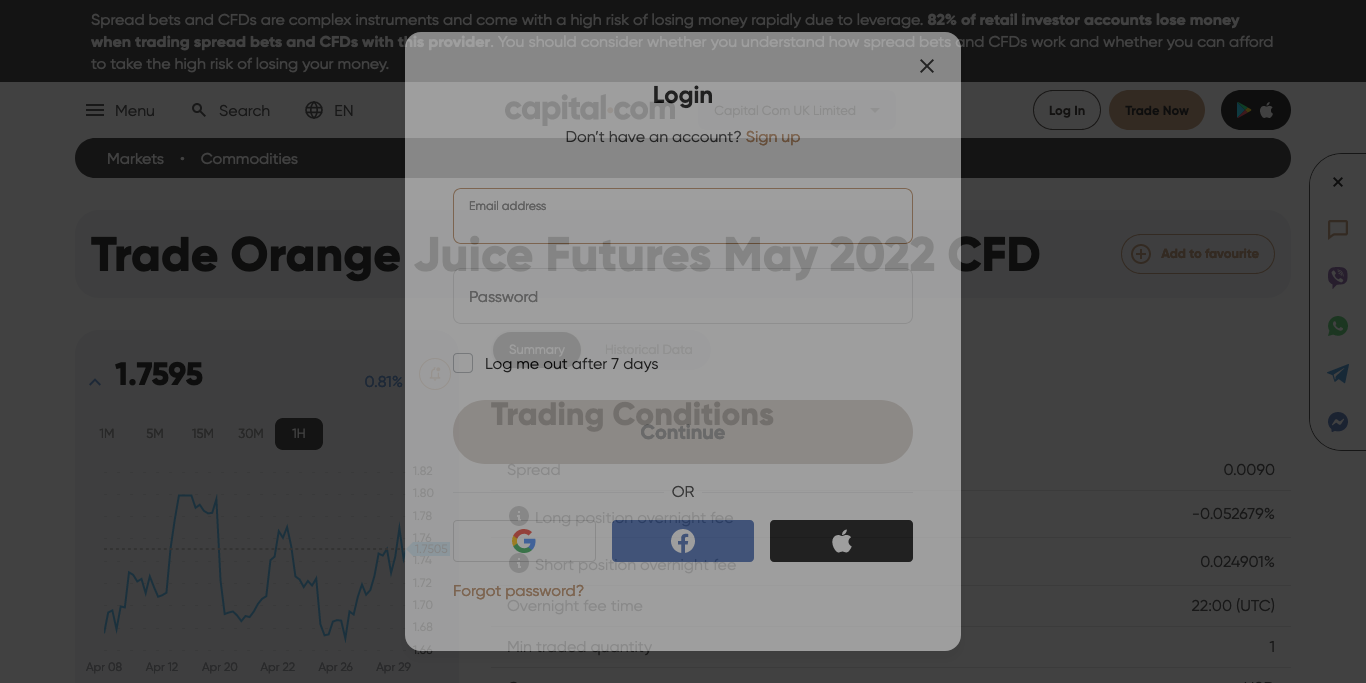 Spread bets and CFDs are complex instruments and come with a high risk of losing money rapidly due to leverage. 82% of retail investor accounts lose money
when trading spread bets and CFDs with this provider. You should consider whether you understand how spread bets and CFDs work and whether you can afford
to take the high risk of losing your money.
Menu
Search
EN
capital.com
Capital Com UK Limited
Log In
Trade Now
Markets • Commodities
Login
Don't have an account? Sign up
Email address
Password
Log me out after 7 days
Continue
OR
Forgot password?
Trade Orange Juice Futures May 2022 CFD
Add to favourite
1.7595
0.81%
1M
5M
15M
30M
1H
1.82
1.80
1.78
1.76
1.7505
1.74
1.72
1.70
1.68
1.66
Apr 08
Apr 12
Apr 20
Apr 22
Apr 26
Apr 29
Summary
Historical Data
Trading Conditions
Spread 0.0090
Long position overnight fee -0.052679%
Short position overnight fee 0.024901%
Overnight fee time 22:00 (UTC)
Min traded quantity 1